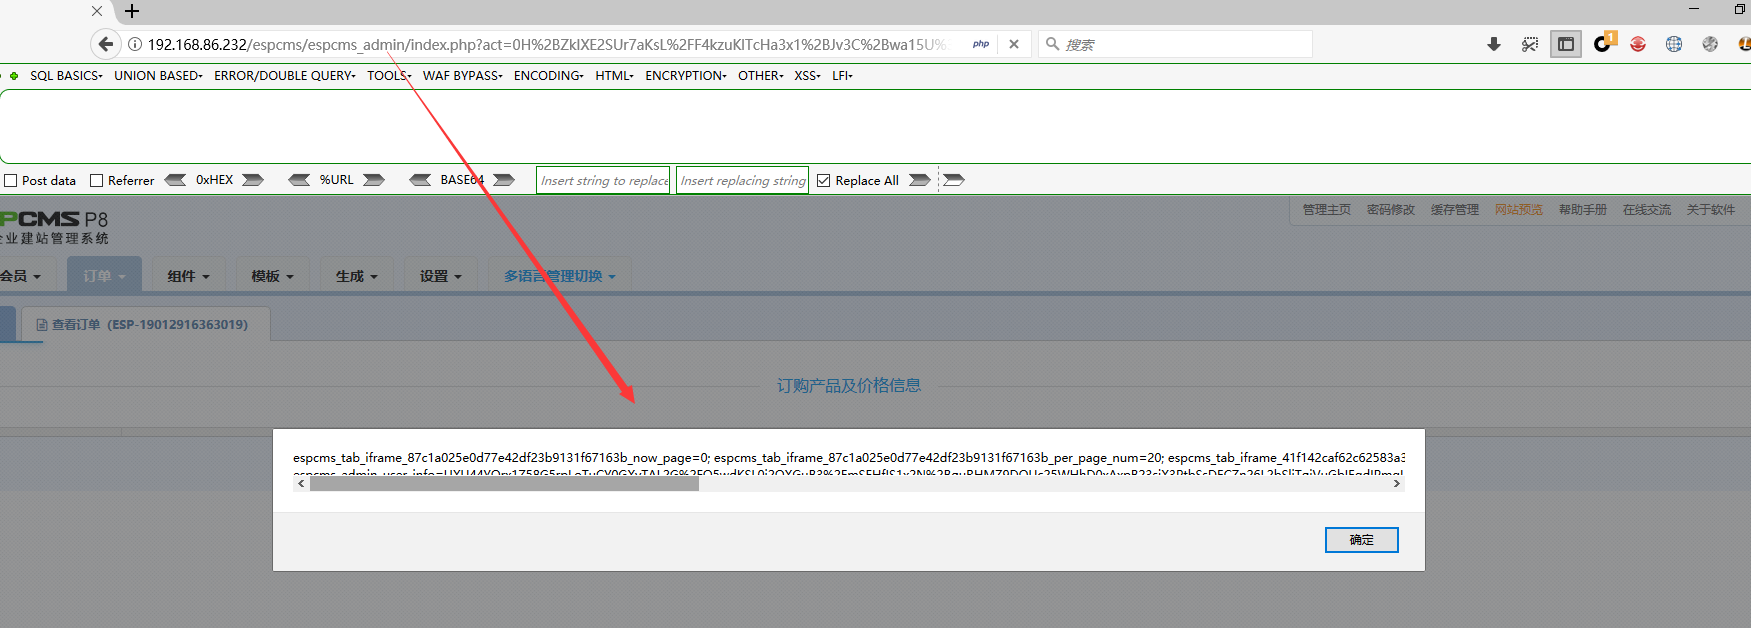 192.168.86.232/espcms/espcms_admin/index.php?act=0H%2BZkIXE2SUr7aKsL%2FF4kzuKlTcHa3x1%2BJv3C%2Bwa15U%
php
搜索
SQL BASICS UNION BASED ERROR/DOUBLE QUERY TOOLS WAF BYPASS ENCODING HTML ENCRYPTION OTHER XSS LFI
Post data Referrer 0xHEX %URL BASE64 Insert string to replace Insert replacing string Replace All
PCMS P8
企业建站管理系统
管理主页 密码修改 缓存管理 网站预览 帮助手册 在线交流 关于软件
会员 订单 组件 模板 生成 设置 多语言管理切换
查看订单（ESP-19012916363019）
订购产品及价格信息
espcms_tab_iframe_87c1a025e0d77e42df23b9131f67163b_now_page=0; espcms_tab_iframe_87c1a025e0d77e42df23b9131f67163b_per_page_num=20; espcms_tab_iframe_41f142caf62c62583a3
确定